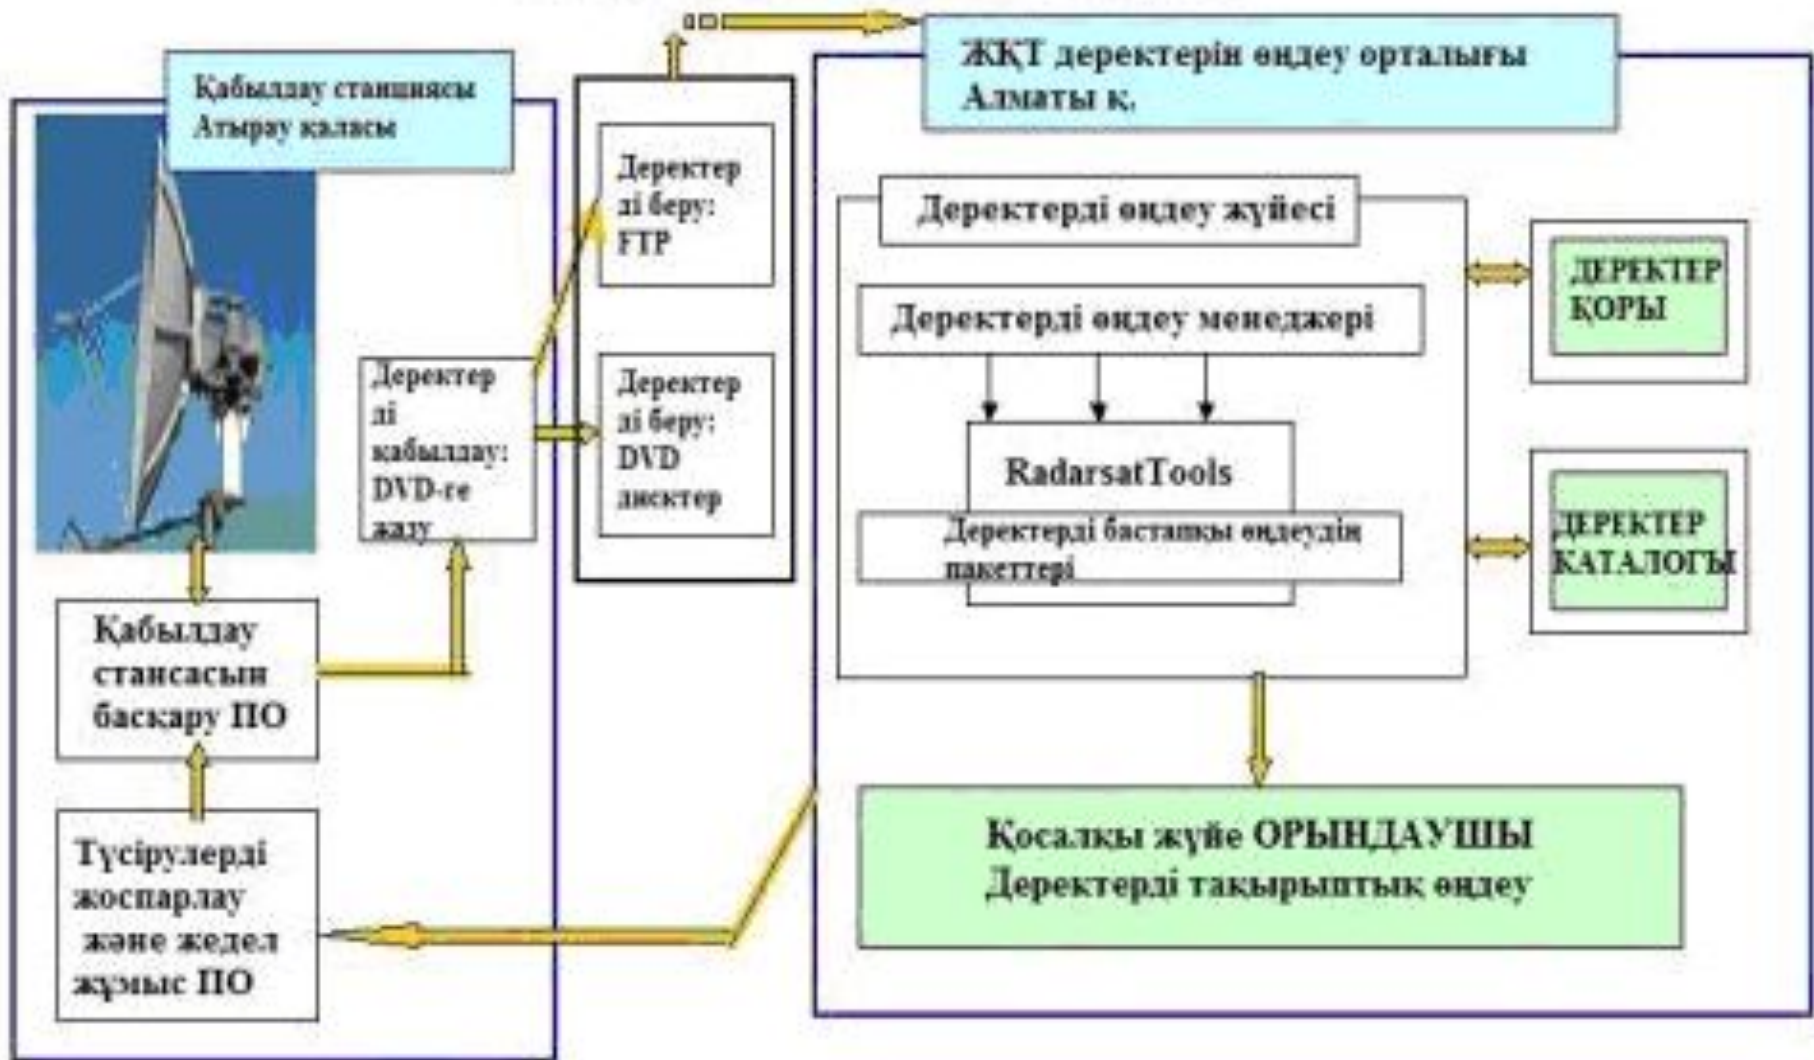 Қабылдау станциясы
Атырау қаласы
Деректер
ді
қабылдау:
DVD-ге
жазу
Қабылдау
стансасын
басқару ПО
Түсірулерді
жоспарлау
және жедел
жұмыс ПО
Деректер
ді беру:
FTP
Деректер
ді беру:
DVD
дисктер
ЖҚТ деректерін өңдеу орталығы
Алматы қ.
Деректерді өңдеу жүйесі
Деректерді өңдеу менеджері
RadarsatTools
Деректерді бастапқы өңдеудің
пакеттері
ДЕРЕКТЕР
ҚОРЫ
ДЕРЕКТЕР
КАТАЛОГЫ
Қосалқы жүйе ОРЫНДАУШЫ
Деректерді тақырыптық өңдеу